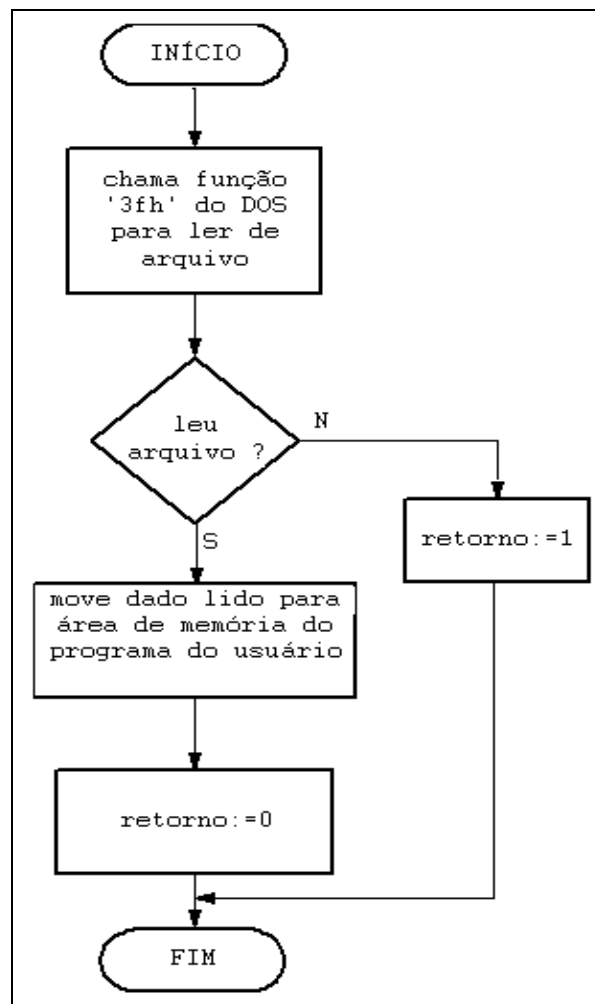 INÍCIO
chama função
'3fh' do DOS
para ler de
arquivo
leu
arquivo ?
N
S
retorno:=1
move dado lido para
área de memória do
programa do usuário
retorno:=0
FIM